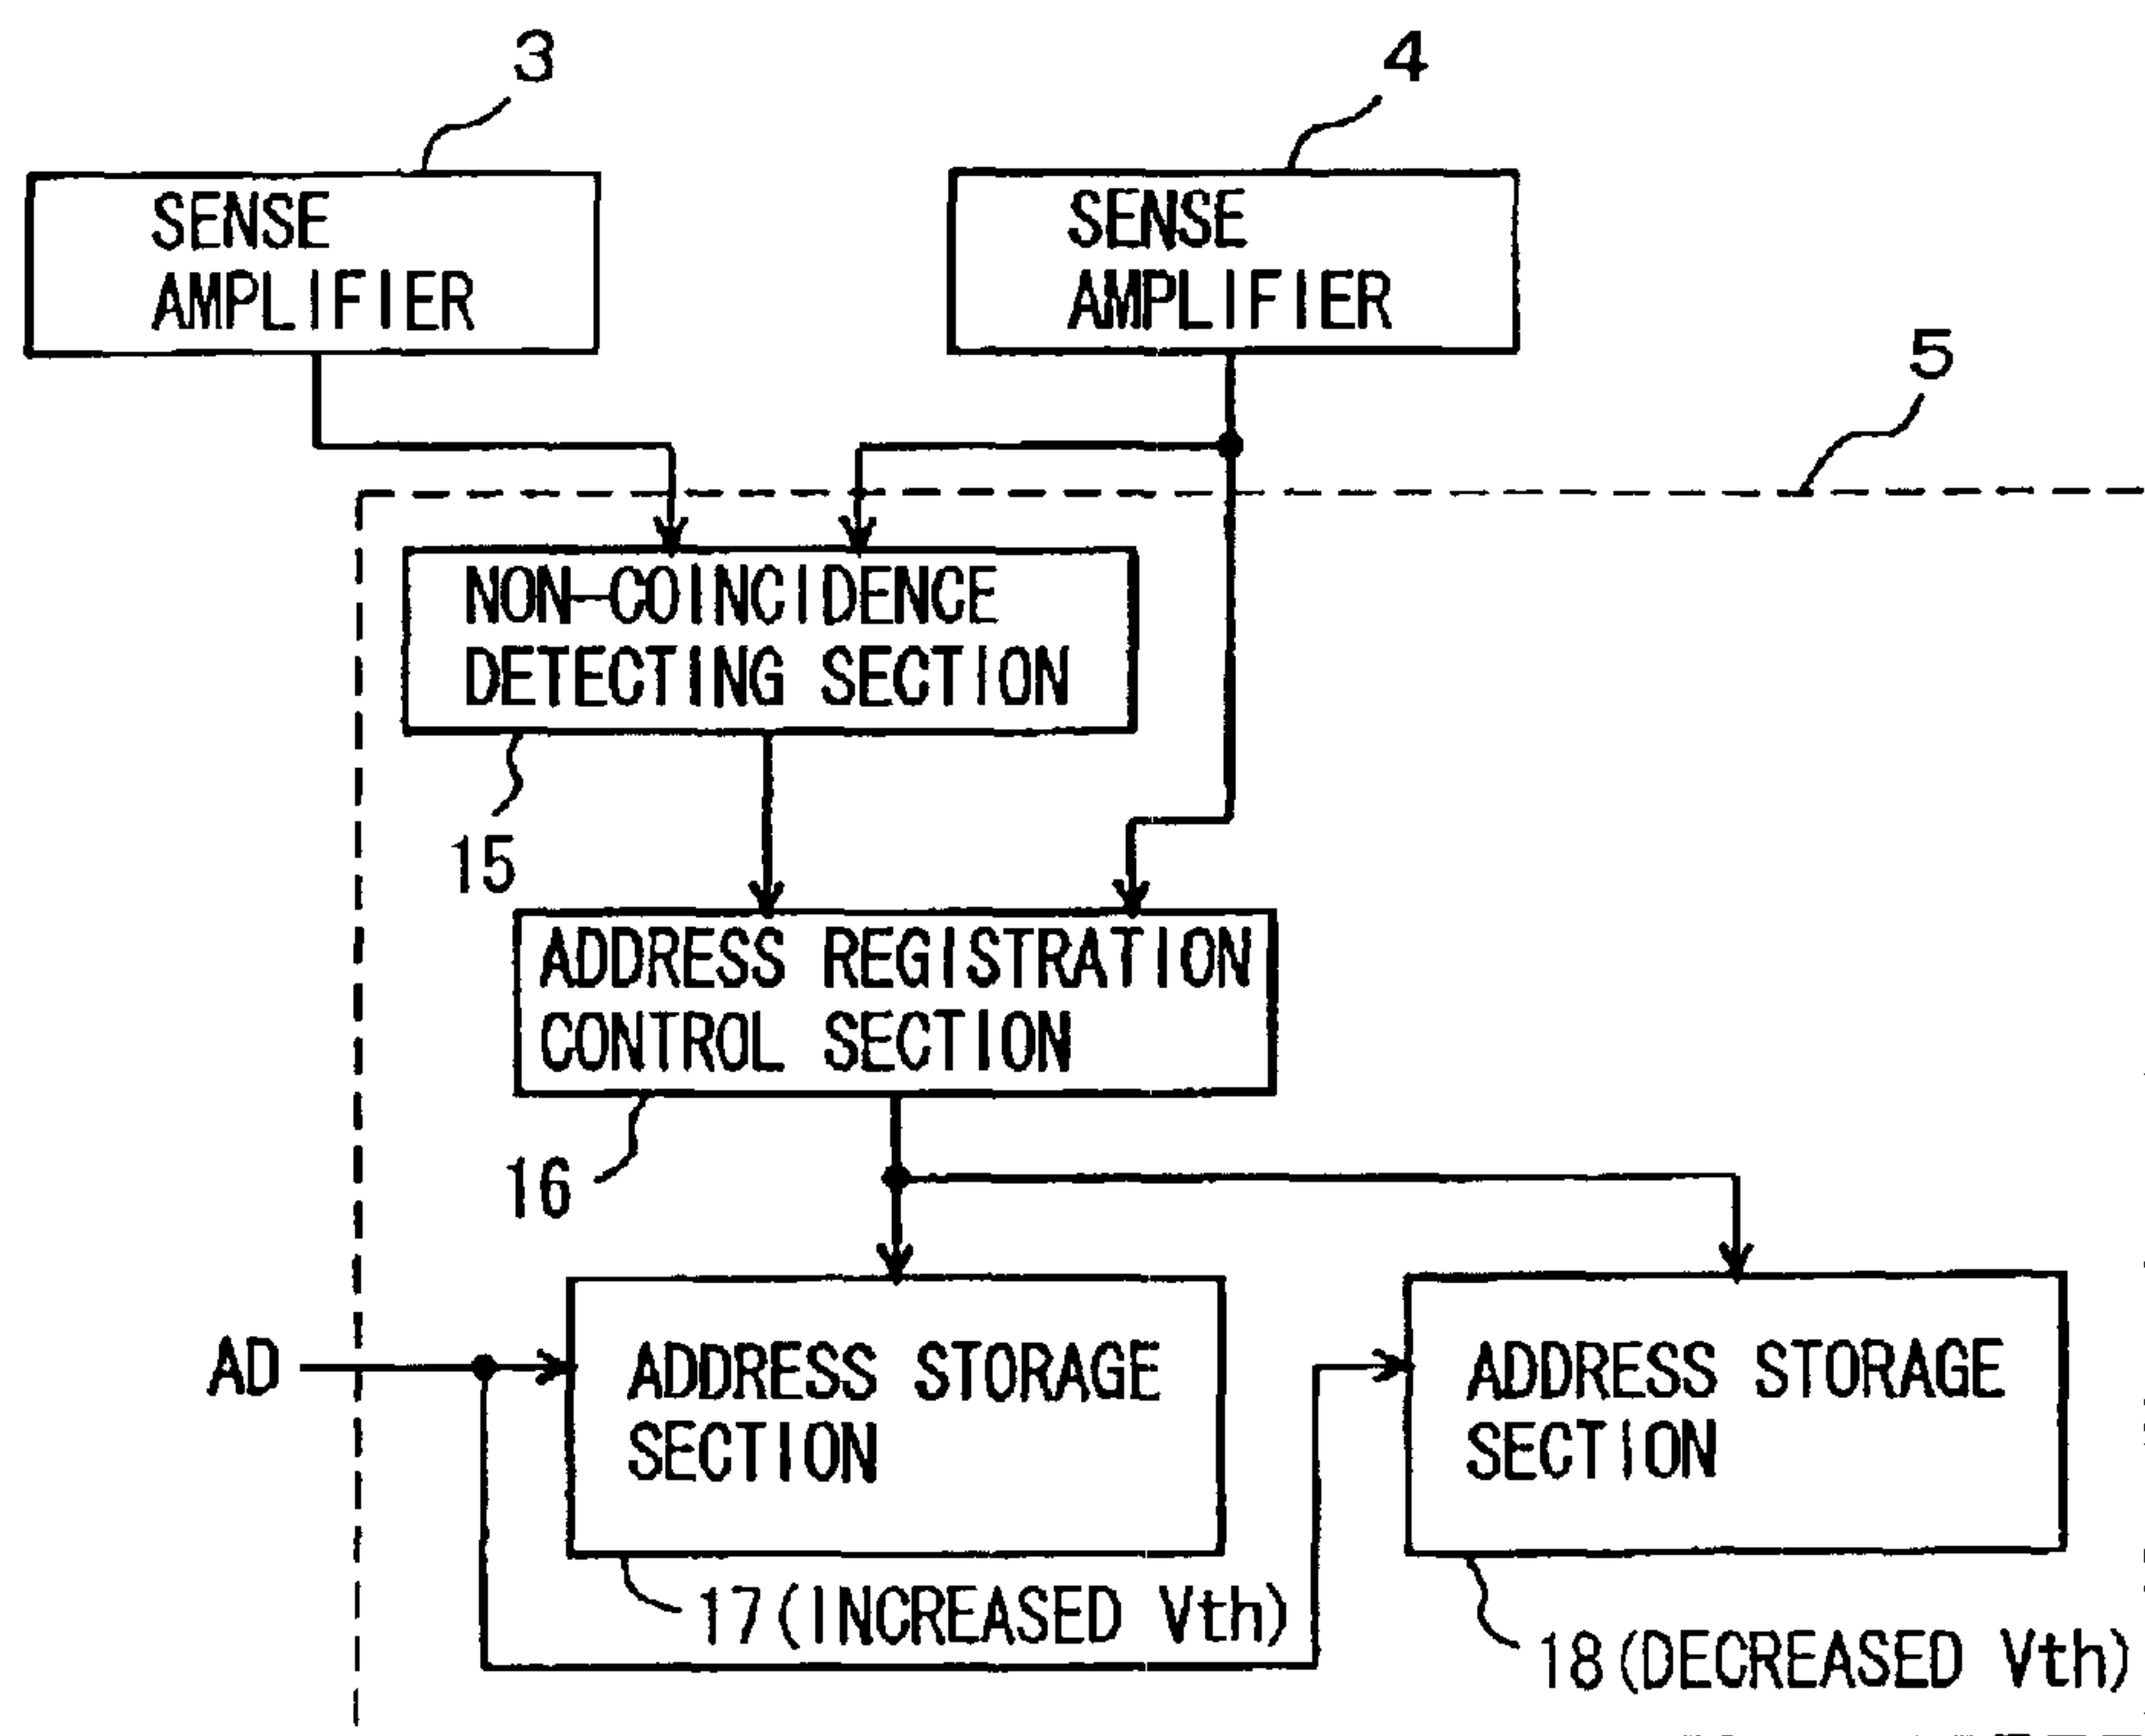 3
4
SENSE
AMPLIFIER
SENSE
AMPLIFIER
5
NON-COINCIDENCE
DETECTING SECTION
15
ADDRESS REGISTRATION
CONTROL SECTION
16
AD
ADDRESS STORAGE
SECTION
ADDRESS STORAGE
SECTION
17(INCREASED Vth)
18(DECREASED Vth)